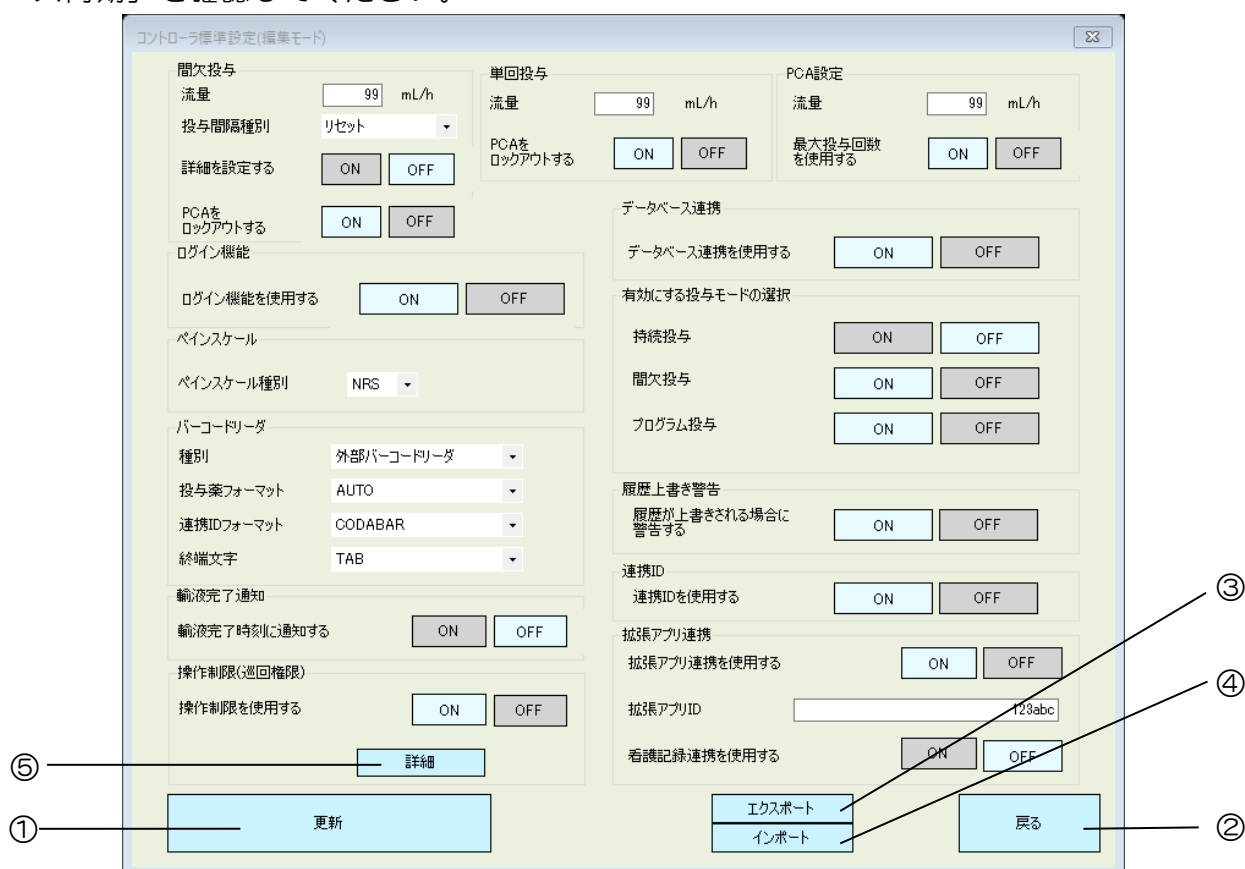 コントローラ標準設定(編集モード)
間欠投与
流量 99 mL/h
投与間隔種別 リセット
詳細を設定する ON OFF
PCAを
ロックアウトする ON OFF
単回投与
流量 99 mL/h
PCAを
ロックアウトする ON OFF
PCA設定
流量 99 mL/h
最大投与回数
を使用する ON OFF
ログイン機能
ログイン機能を使用する ON OFF
ペインスケール
ペインスケール種別 NRS
バーコードリーダ
種別 外部バーコードリーダ
投与薬フォーマット AUTO
連携IDフォーマット CODABAR
終端文字 TAB
輸液完了通知
輸液完了時刻に通知する ON OFF
操作制限(巡回権限)
操作制限を使用する ON OFF
⑤ 詳細
データベース連携
データベース連携を使用する ON OFF
有効にする投与モードの選択
持続投与 ON OFF
間欠投与 ON OFF
プログラム投与 ON OFF
履歴上書き警告
履歴が上書きされる場合に
警告する ON OFF
連携ID
連携IDを使用する ON OFF
拡張アプリ連携
拡張アプリ連携を使用する ON OFF
拡張アプリID 123abc
看護記録連携を使用する ON OFF
① 更新
エクスポート ③
インポート ④
戻る ②